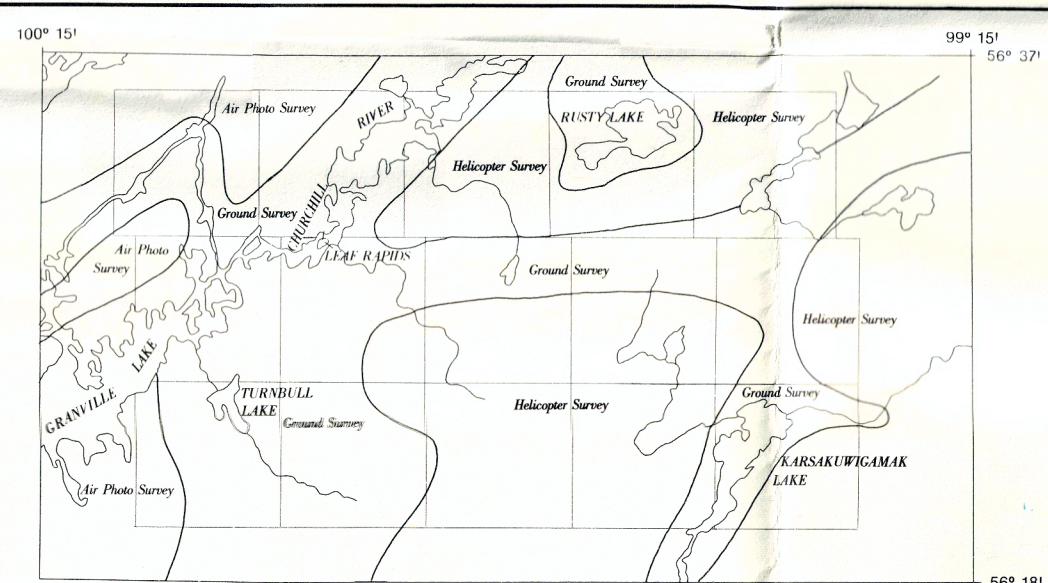 100° 15'
99° 15'
56° 37'
Air Photo Survey
RIVER
Ground Survey
RUSTY LAKE
Helicopter Survey
Helicopter Survey
CHURCHILL
Ground Survey
Air Photo
Survey
LEAF RAPIDS
Ground Survey
Helicopter Survey
GRANVILLE LAKE
TURNBULL
LAKE
Ground Survey
Helicopter Survey
Ground Survey
KARSAKUWIGAMAK
LAKE
Air Photo Survey
56° 18'